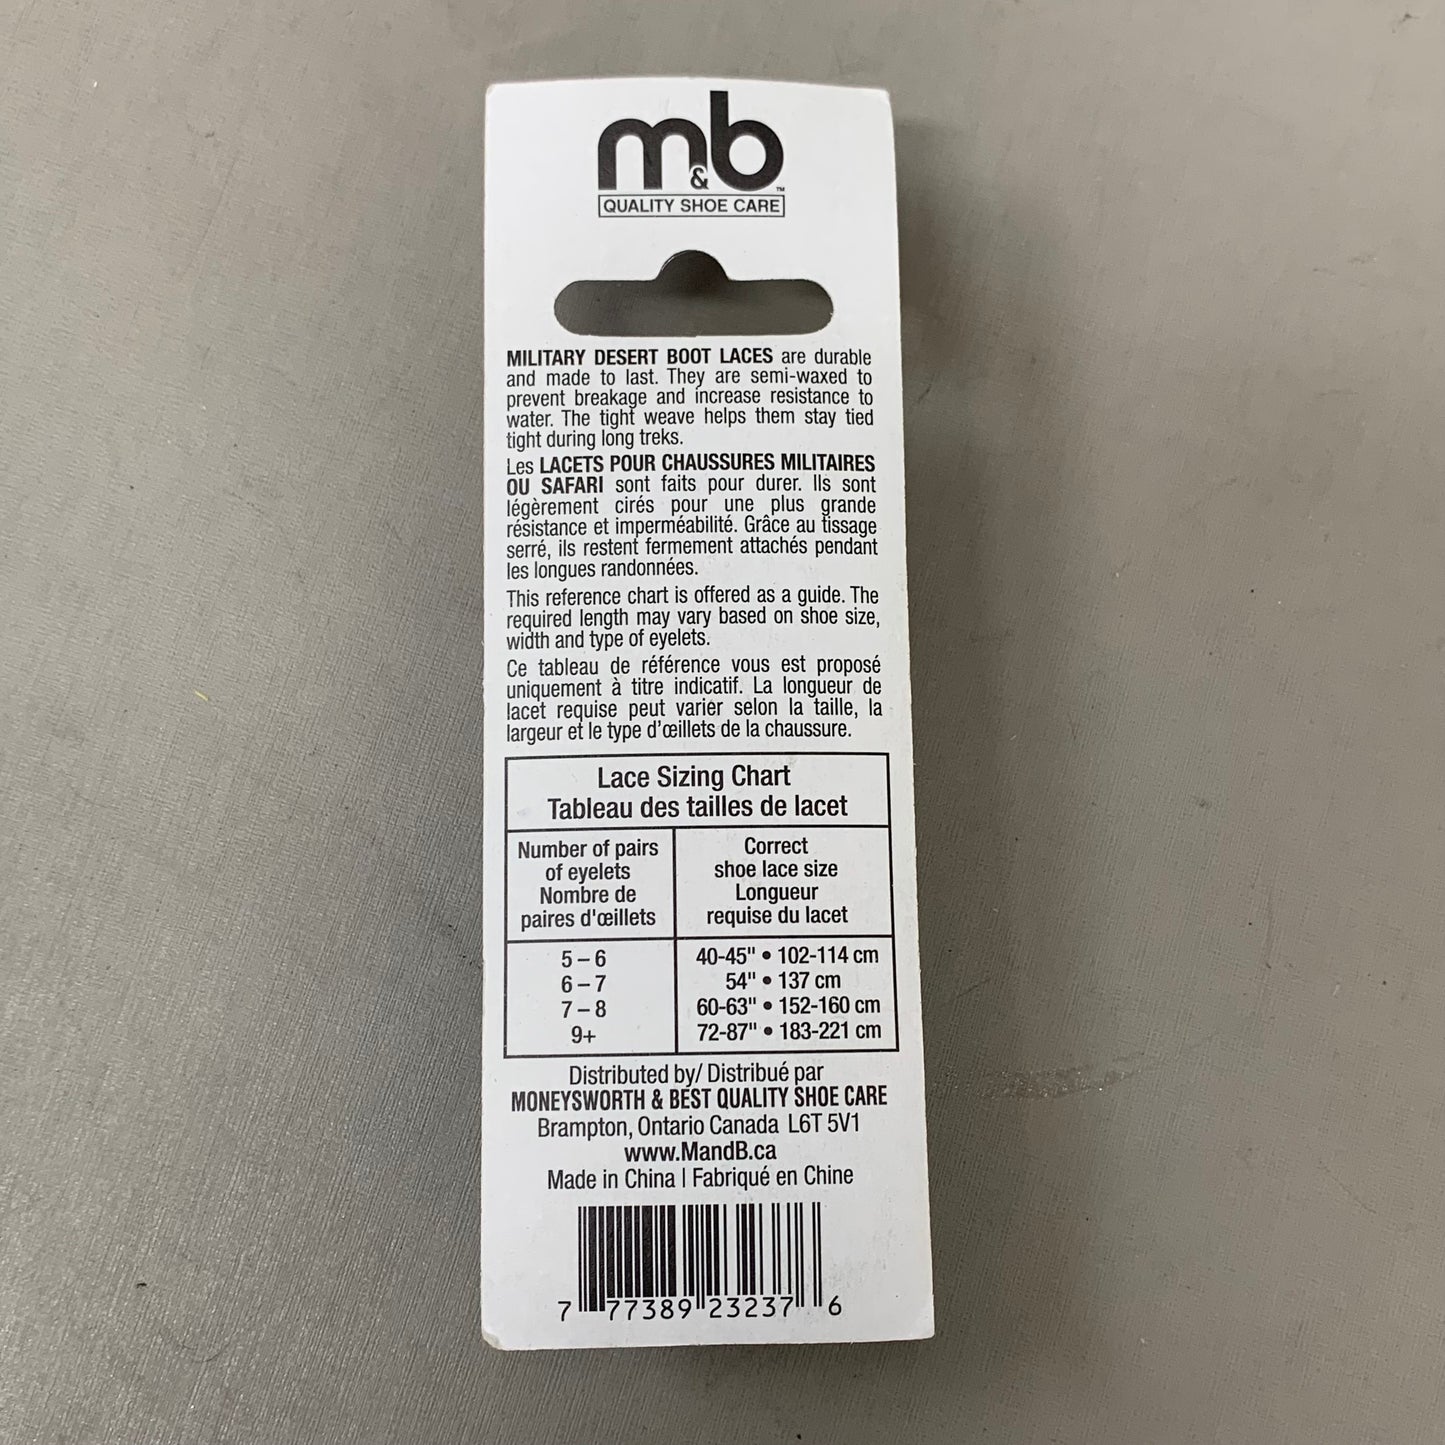 m&b™
QUALITY SHOE CARE
MILITARY DESERT BOOT LACES are durable
and made to last. They are semi-waxed to
prevent breakage and increase resistance to
water. The tight weave helps them stay tied
tight during long treks.
Les LACETS POUR CHAUSSURES MILITAIRES
OU SAFARI sont faits pour durer. Ils sont
légèrement cirés pour une plus grande
résistance et imperméabilité. Grâce au tissage
serré, ils restent fermement attachés pendant
les longues randonnées.
This reference chart is offered as a guide. The
required length may vary based on shoe size,
width and type of eyelets.
Ce tableau de référence vous est proposé
uniquement à titre indicatif. La longueur de
lacet requise peut varier selon la taille, la
largeur et le type d'œillets de la chaussure.
Lace Sizing Chart
Tableau des tailles de lacet
Number of pairs
of eyelets
Nombre de
paires d'œillets
Correct
shoe lace size
Longueur
requise du lacet
5 – 6 40-45" • 102-114 cm
6 – 7 54" • 137 cm
7 – 8 60-63" • 152-160 cm
9+ 72-87" • 183-221 cm
Distributed by/ Distribué par
MONEYSWORTH & BEST QUALITY SHOE CARE
Brampton, Ontario Canada L6T 5V1
www.MandB.ca
Made in China | Fabriqué en Chine
7 77389 23237 6